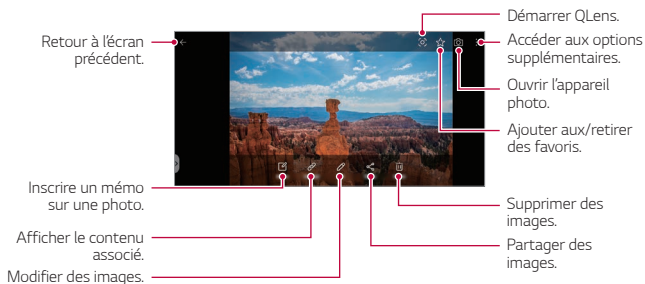 Retour à l'écran
précédent.
Inscrire un mémo
sur une photo.
Afficher le contenu
associé.
Modifier des images.
Démarrer QLens.
Accéder aux options
supplémentaires.
Ouvrir l'appareil
photo.
Ajouter aux/retirer
des favoris.
Supprimer des
images.
Partager des
images.